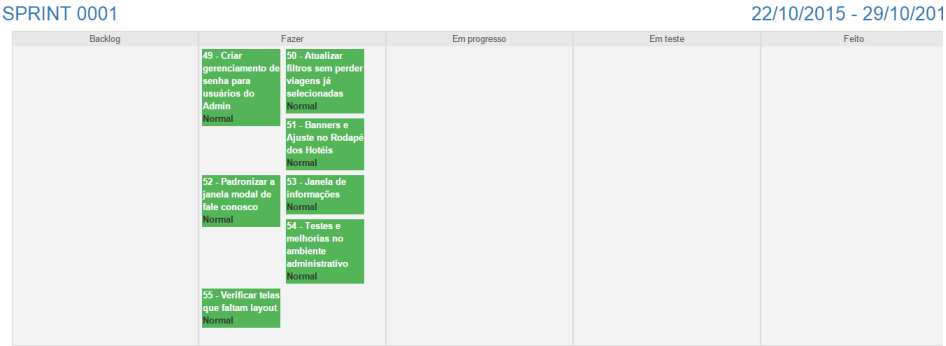 SPRINT 0001
22/10/2015 - 29/10/201
Backlog
Fazer
Em progresso
Em teste
Feito
49 - Criar
gerenciamento de
senha para
usuários do
Admin
Normal
50 - Atualizar
filtros sem perder
viagens já
selecionadas
Normal
51 - Banners e
Ajuste no Rodapé
dos Hotéis
Normal
52 - Padronizar a
janela modal de
fale conosco
Normal
53 - Janela de
informações
Normal
54 - Testes e
melhorias no
ambiente
administrativo
Normal
55 - Verificar telas
que faltam layout
Normal